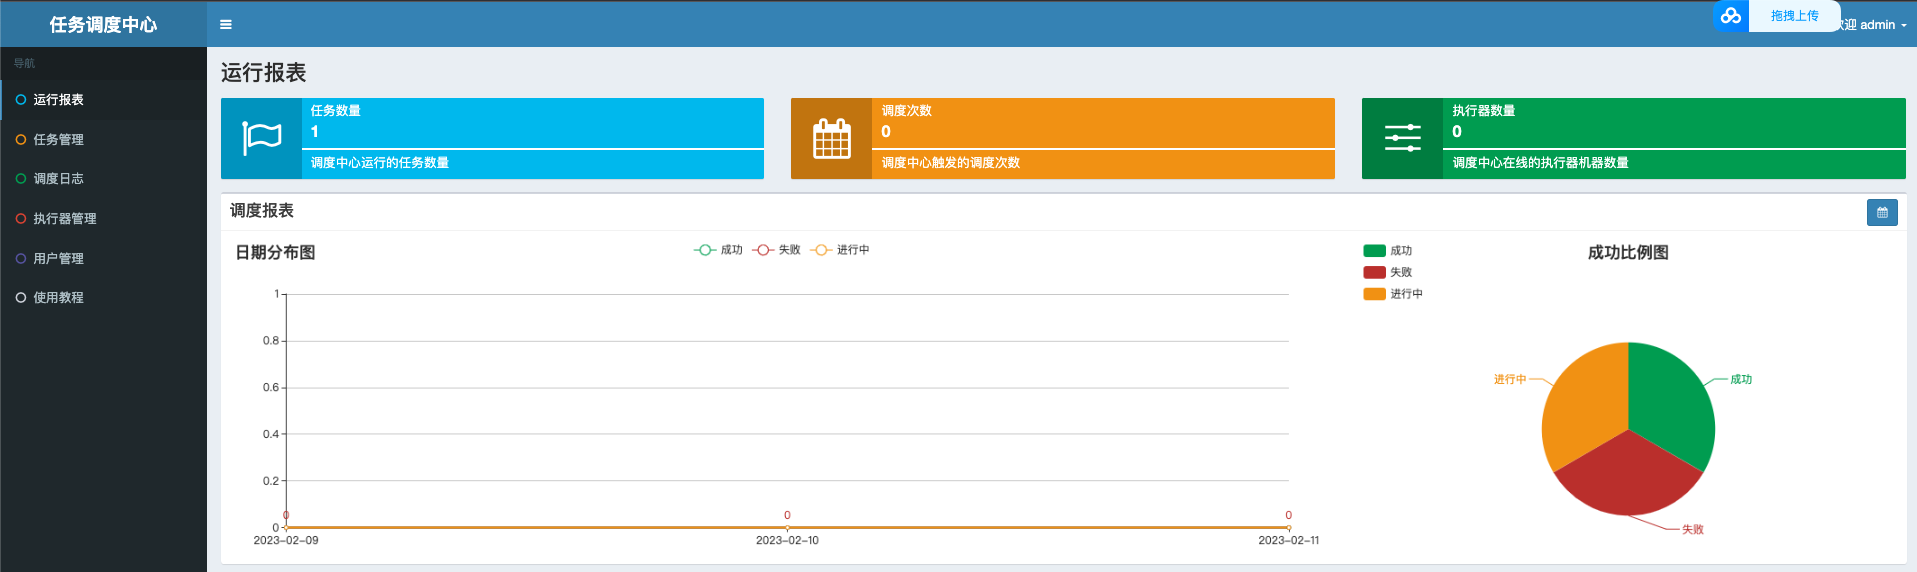 任务调度中心
拖拽上传
欢迎 admin
导航
运行报表
任务管理
调度日志
执行器管理
用户管理
使用教程
运行报表
任务数量
1
调度中心运行的任务数量
调度次数
0
调度中心触发的调度次数
执行器数量
0
调度中心在线的执行器机器数量
调度报表
日期分布图
成功 失败 进行中
1
0.8
0.6
0.4
0.2
0
0 0 0
2023-02-09 2023-02-10 2023-02-11
成功
失败
进行中
成功比例图
进行中
成功
失败